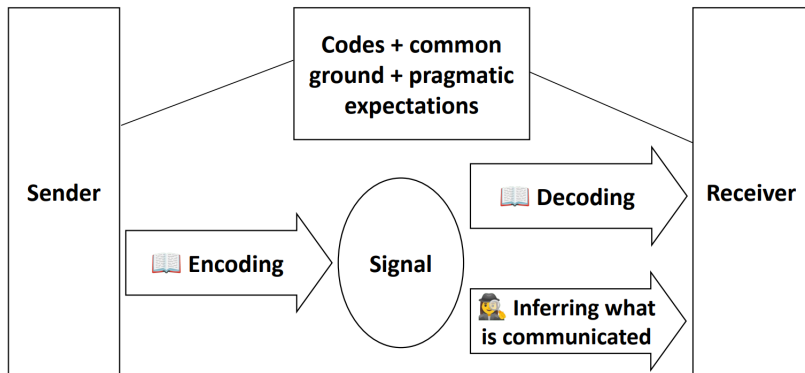 Codes + common
ground + pragmatic
expectations
Sender
📖 Encoding
Signal
📖 Decoding
🕵️‍♀️ Inferring what
is communicated
Receiver